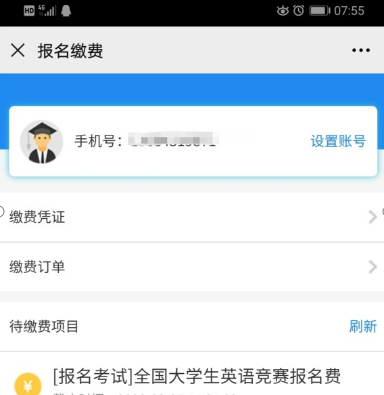 HD 4G 07:55
报名缴费
手机号： 设置账号
缴费凭证
缴费订单
待缴费项目 刷新
[报名考试]全国大学生英语竞赛报名费